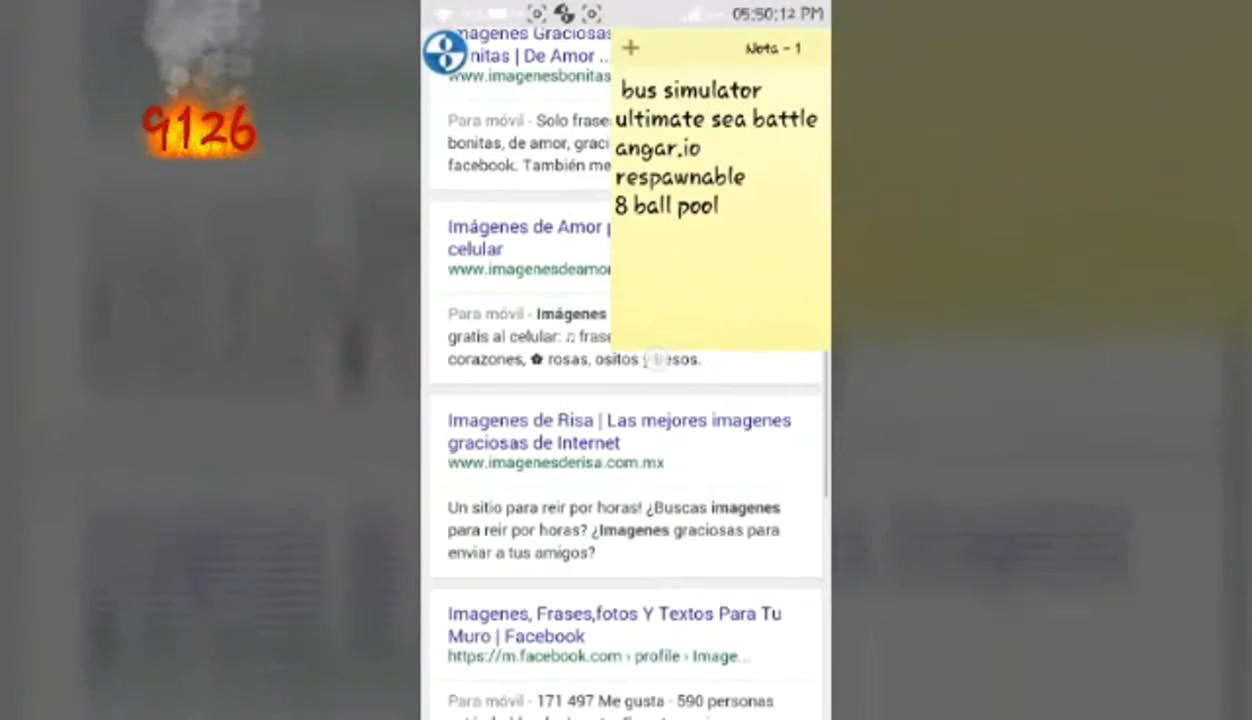 05:50:12 PM
9126
Nota - 1
bus simulator
ultimate sea battle
angar.io
respawnable
8 ball pool
mágenes Graciosas
nitas | De Amor ...
www.imagenesbonitas
Para móvil - Solo frase
bonitas, de amor, graci
facebook. También me
Imágenes de Amor
celular
www.imagenesdeamor
Para móvil - Imágenes
gratis al celular: ♫ frase
corazones, ✿ rosas, ositos y besos.
Imagenes de Risa | Las mejores imagenes
graciosas de Internet
www.imagenesderisa.com.mx
Un sitio para reir por horas! ¿Buscas imagenes
para reir por horas? ¿Imagenes graciosas para
enviar a tus amigos?
Imagenes, Frases,fotos Y Textos Para Tu
Muro | Facebook
https://m.facebook.com › profile › Image...
Para móvil - 171 497 Me gusta · 590 personas